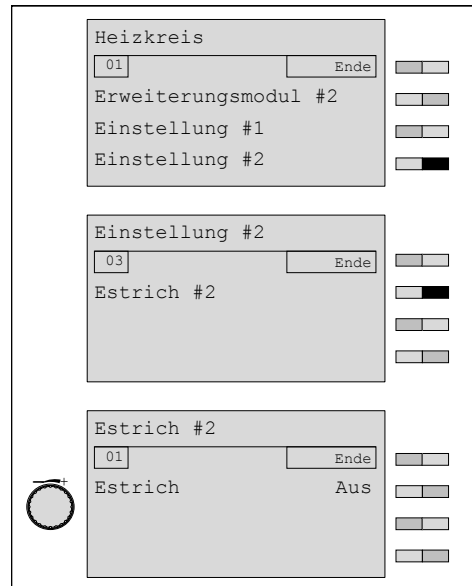 Heizkreis
01 Ende
Erweiterungsmodul #2
Einstellung #1
Einstellung #2
Einstellung #2
03 Ende
Estrich #2
Estrich #2
01 Ende
+
Estrich Aus